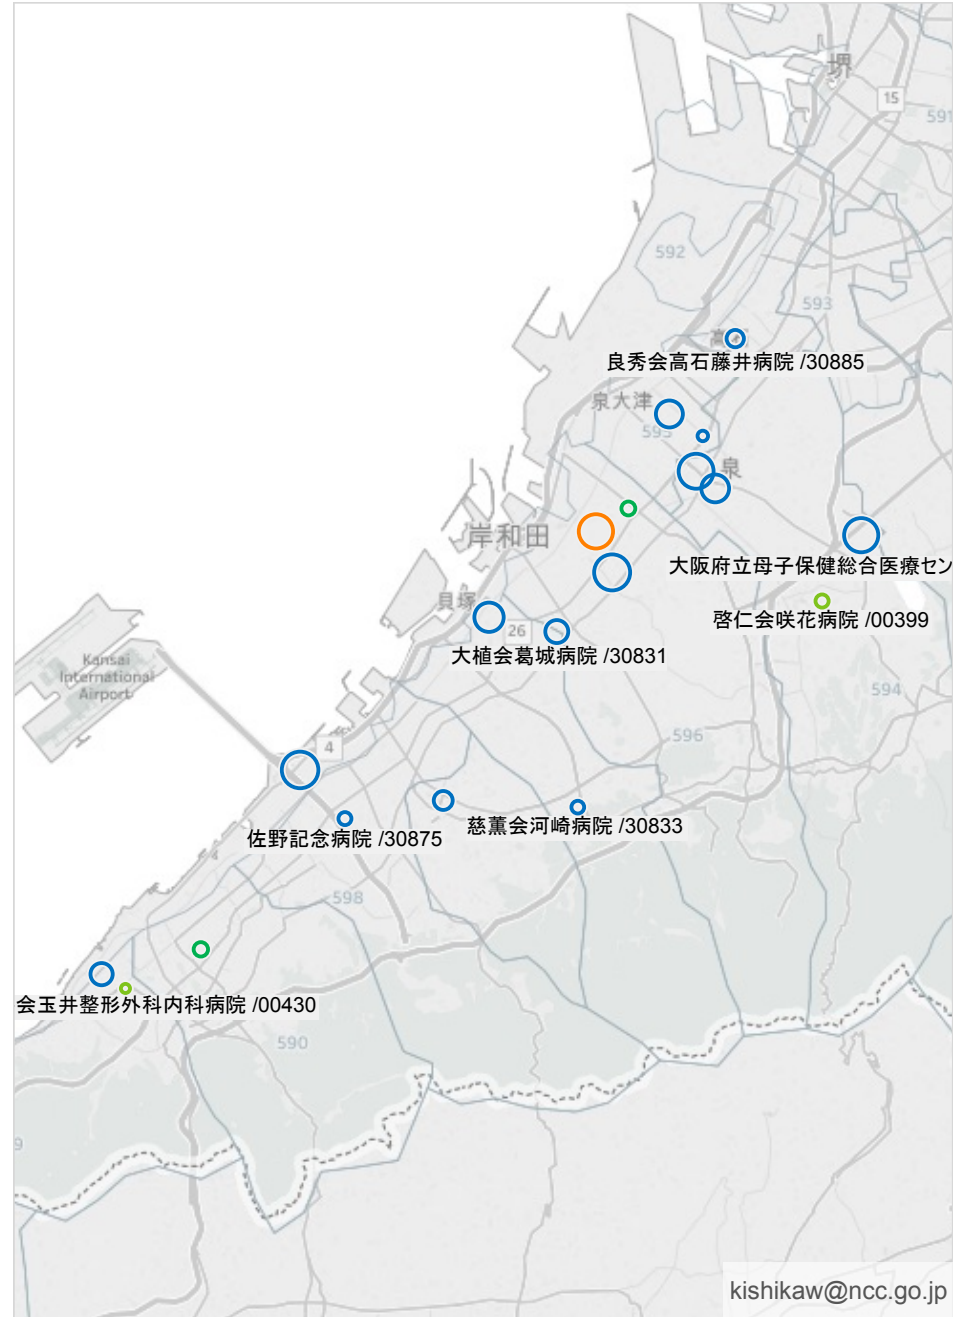 堺
15
591
592
593
高石
良秀会高石藤井病院 /30885
泉大津
595
泉
岸和田
大阪府立母子保健総合医療セン
啓仁会咲花病院 /00399
貝塚
26
大植会葛城病院 /30831
Kansai
International
Airport
594
596
4
慈薫会河崎病院 /30833
佐野記念病院 /30875
598
会玉井整形外科内科病院 /00430
590
9
kishikaw@ncc.go.jp